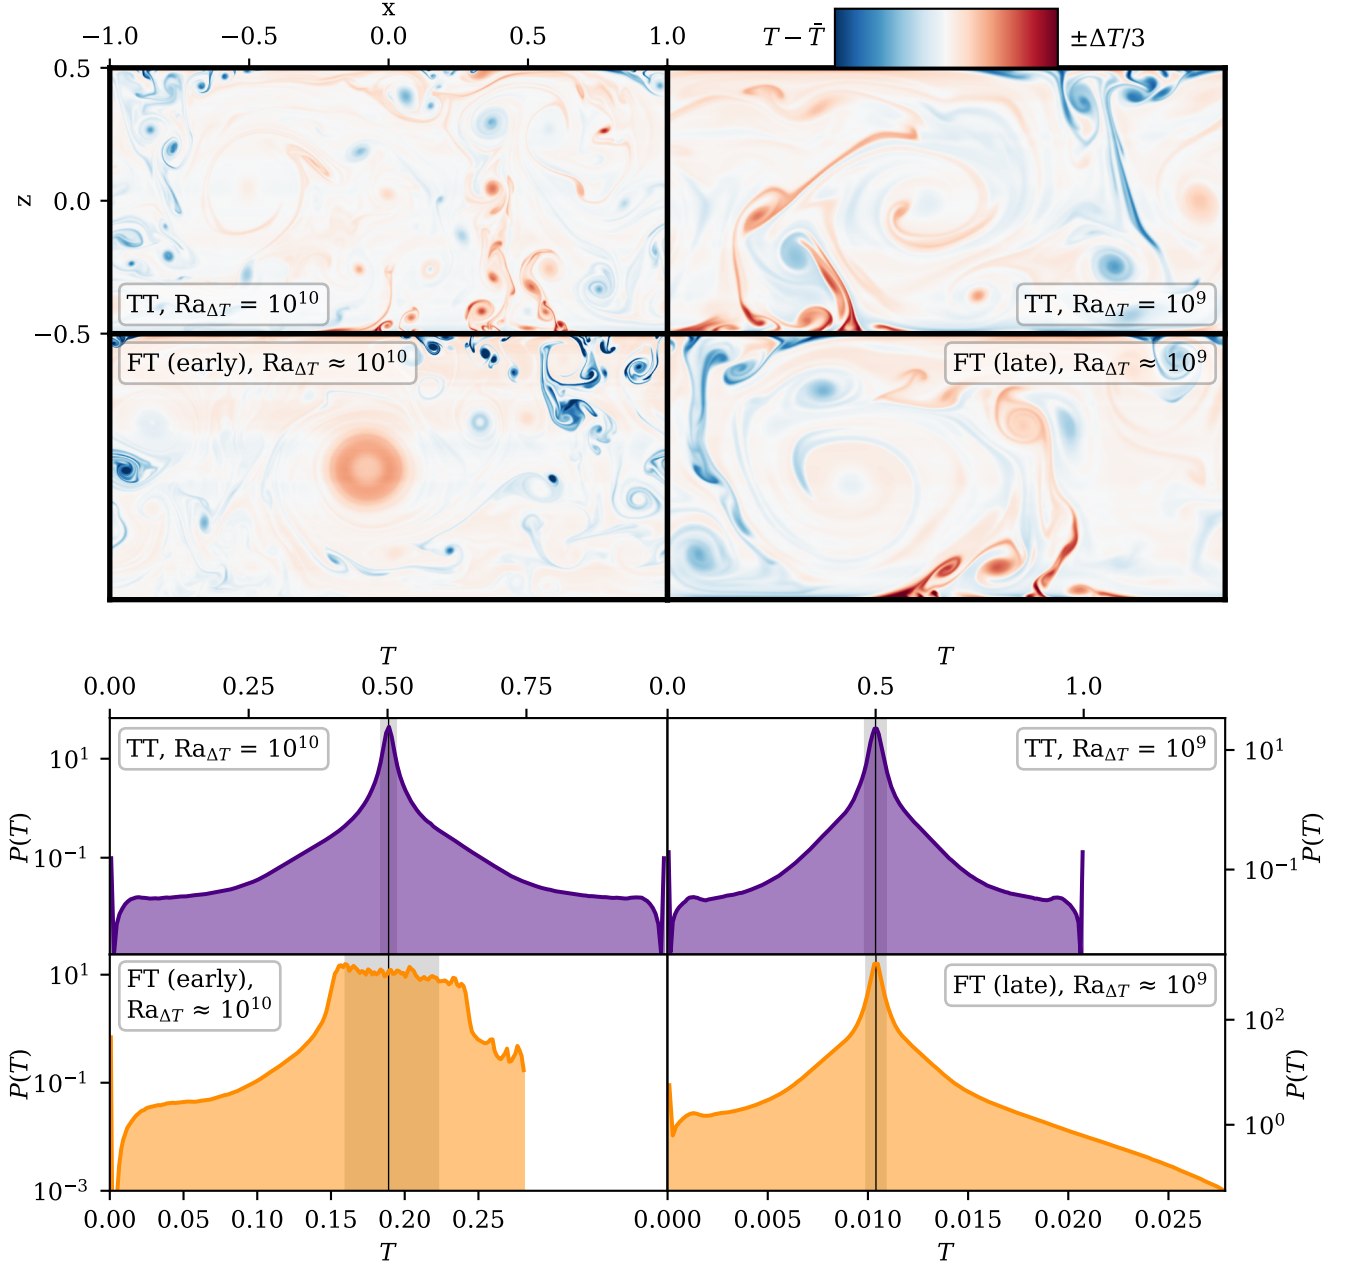 x
−1.0 −0.5 0.0 0.5 1.0
T − T̄ ±ΔT/3
0.5
z 0.0
−0.5
TT, Ra_ΔT = 10^10
TT, Ra_ΔT = 10^9
FT (early), Ra_ΔT ≈ 10^10
FT (late), Ra_ΔT ≈ 10^9
T T
0.00 0.25 0.50 0.75 0.0 0.5 1.0
TT, Ra_ΔT = 10^10
TT, Ra_ΔT = 10^9
10^1
10^−1
P(T)
10^1
10^−1
P(T)
FT (early),
Ra_ΔT ≈ 10^10
FT (late), Ra_ΔT ≈ 10^9
10^1
10^−1
10^−3
P(T)
10^2
10^0
P(T)
0.00 0.05 0.10 0.15 0.20 0.25 0.000 0.005 0.010 0.015 0.020 0.025
T T